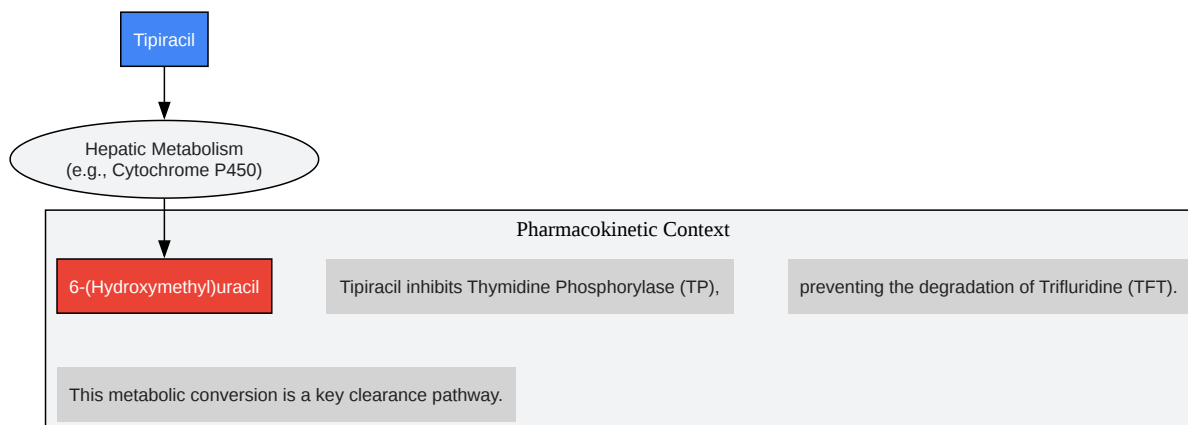 Tipiracil
Hepatic Metabolism
(e.g., Cytochrome P450)
Pharmacokinetic Context
6-(Hydroxymethyl)uracil
Tipiracil inhibits Thymidine Phosphorylase (TP),
preventing the degradation of Trifluridine (TFT).
This metabolic conversion is a key clearance pathway.